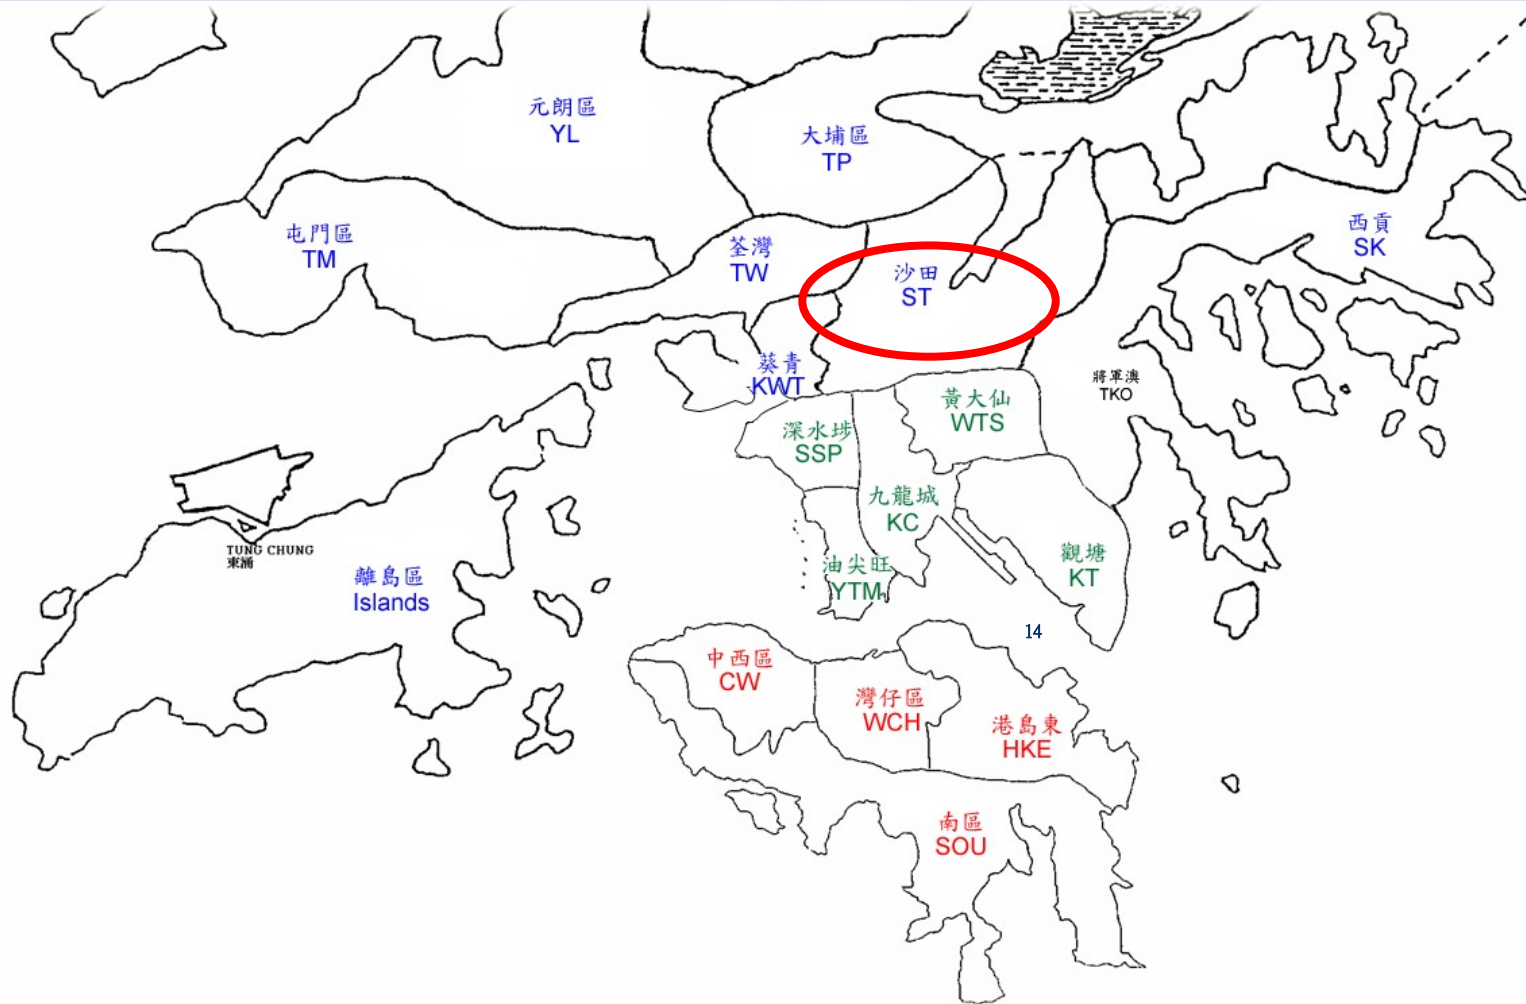 元朗區
YL
大埔區
TP
屯門區
TM
荃灣
TW
沙田
ST
西貢
SK
葵青
KWT
將軍澳
TKO
黃大仙
WTS
深水埗
SSP
九龍城
KC
油尖旺
YTM
觀塘
KT
TUNG CHUNG
東涌
離島區
Islands
14
中西區
CW
灣仔區
WCH
港島東
HKE
南區
SOU